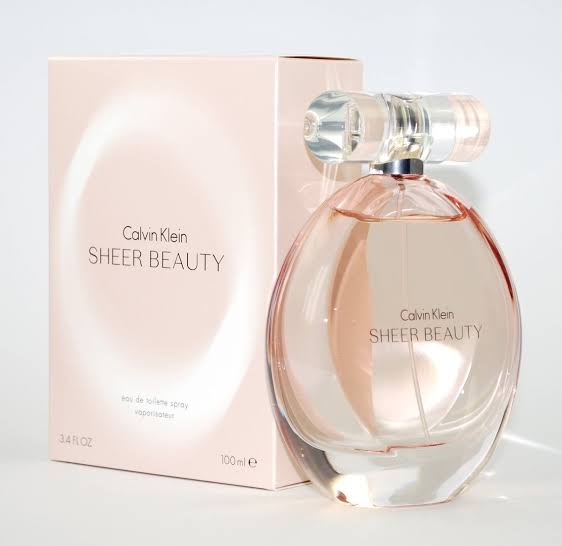 Calvin Klein
SHEER BEAUTY
eau de toilette spray
vaporisateur
3.4 FL OZ
100 ml ℮
Calvin Klein
SHEER BEAUTY